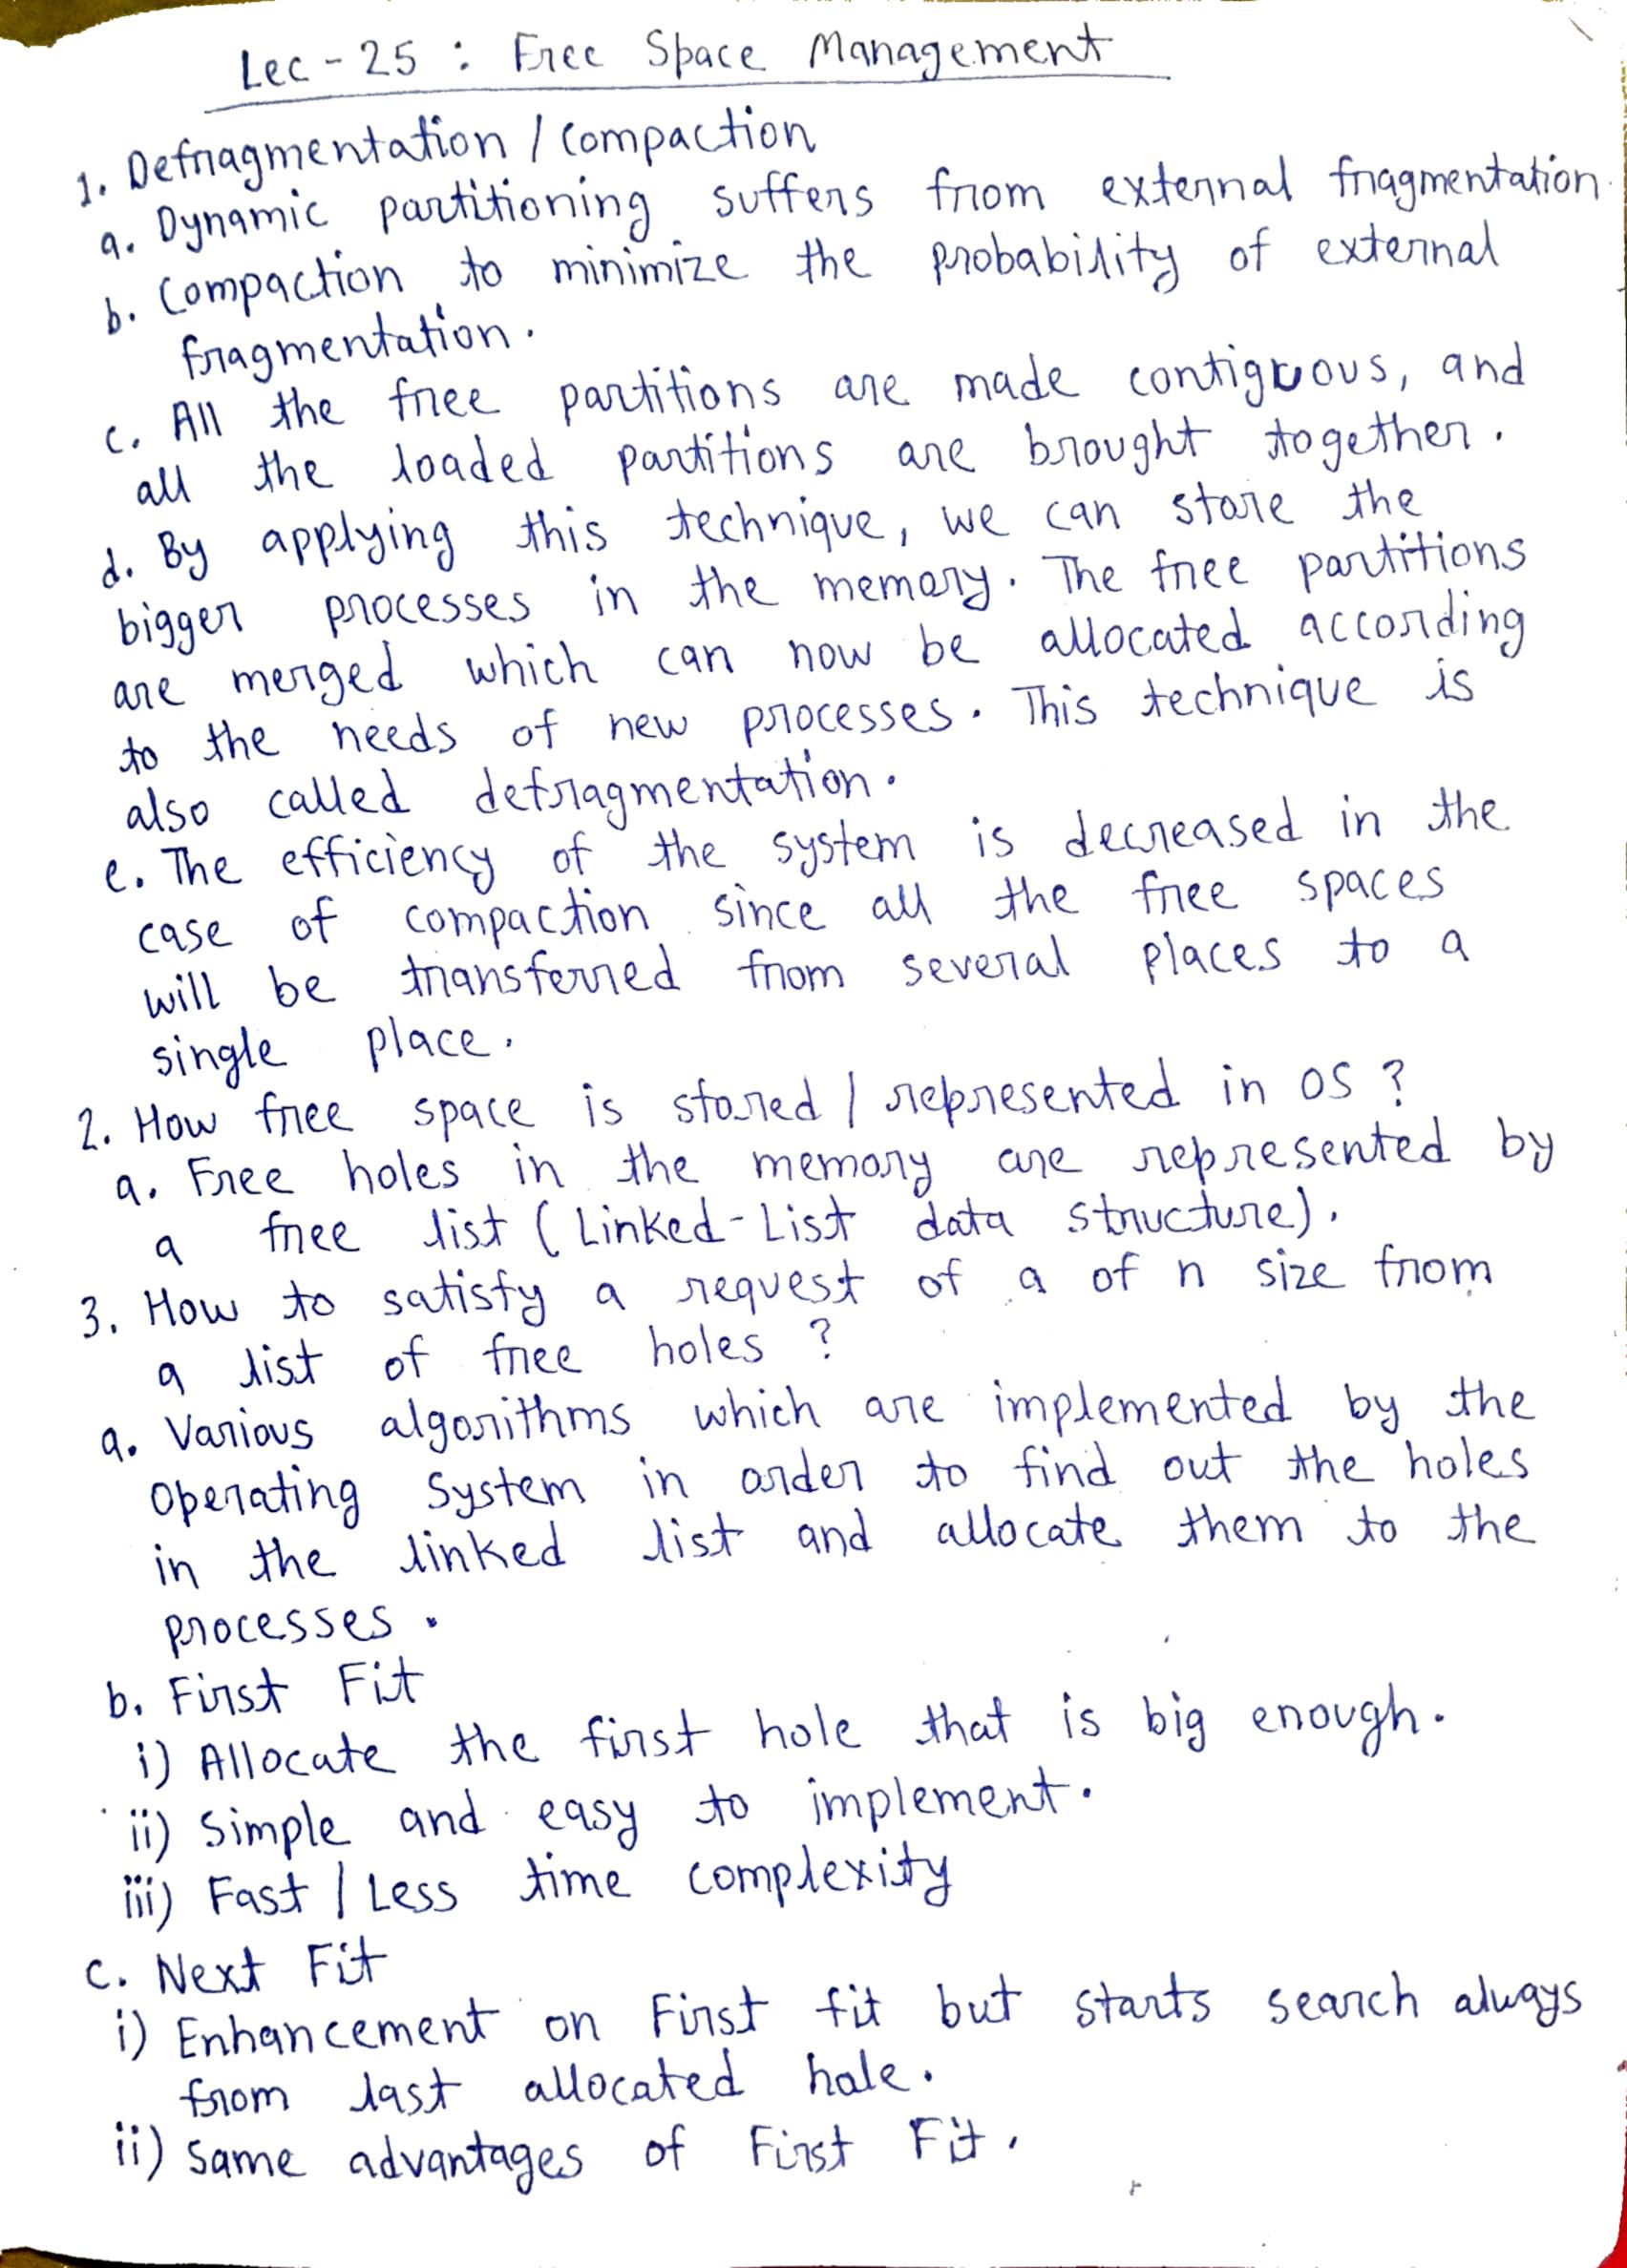 Lec - 25 : Free Space Management
1. Defragmentation / Compaction
a. Dynamic partitioning suffers from external fragmentation.
b. Compaction to minimize the probability of external
fragmentation.
c. All the free partitions are made contiguous, and
all the loaded partitions are brought together.
d. By applying this technique, we can store the
bigger processes in the memory. The free partitions
are merged which can now be allocated according
to the needs of new processes. This technique is
also called defragmentation.
e. The efficiency of the system is decreased in the
case of compaction since all the free spaces
will be transferred from several places to a
single place.
2. How free space is stored / represented in OS ?
a. Free holes in the memory are represented by
a free list ( Linked-List data structure).
3. How to satisfy a request of a of n size from
a list of free holes ?
a. Various algorithms which are implemented by the
Operating System in order to find out the holes
in the linked list and allocate them to the
processes.
b. First Fit
i) Allocate the first hole that is big enough.
ii) Simple and easy to implement.
iii) Fast / Less time complexity
c. Next Fit
i) Enhancement on First fit but starts search always
from last allocated hole.
ii) Same advantages of First Fit.